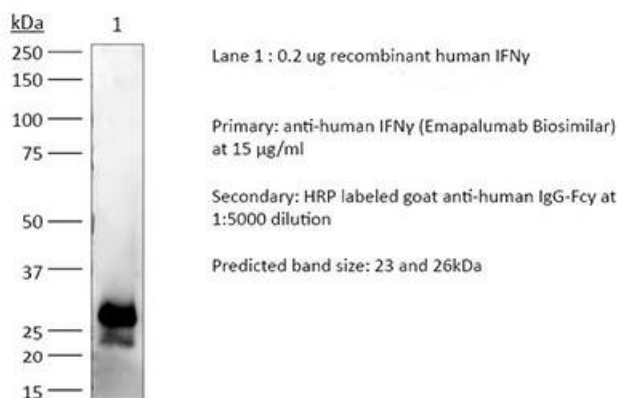 kDa
1
250
150
100
75
50
37
25
20
15
Lane 1 : 0.2 ug recombinant human IFNγ
Primary: anti-human IFNγ (Emapalumab Biosimilar)
at 15 µg/ml
Secondary: HRP labeled goat anti-human IgG-Fcγ at
1:5000 dilution
Predicted band size: 23 and 26kDa